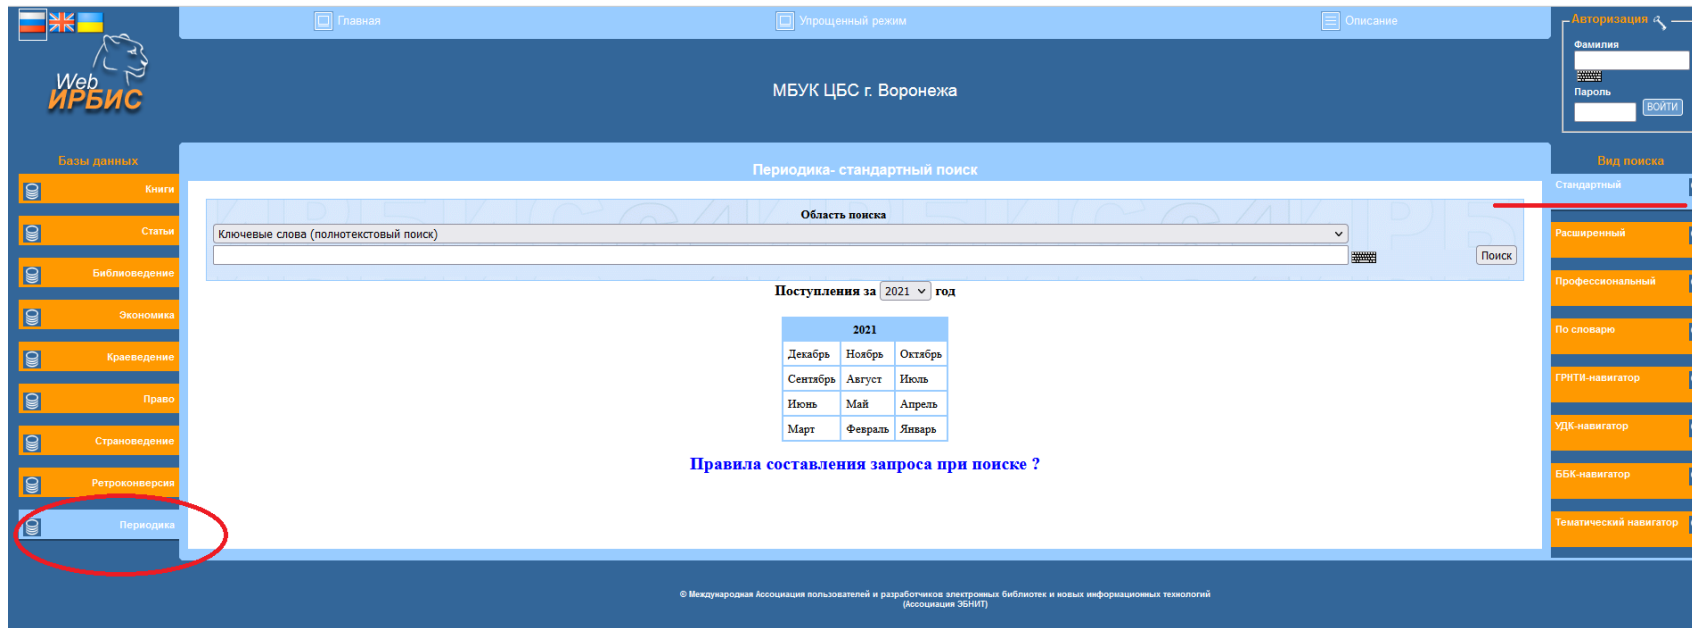 Главная
Упрощенный режим
Описание
Авторизация
Фамилия
Пароль
ВОЙТИ
Web
ИРБИС
МБУК ЦБС г. Воронежа
Базы данных
Книги
Статьи
Библиоведение
Экономика
Краеведение
Право
Страноведение
Ретроконверсия
Периодика
Периодика- стандартный поиск
Область поиска
Ключевые слова (полнотекстовый поиск)
Поиск
Поступления за 2021 год
2021
Декабрь Ноябрь Октябрь
Сентябрь Август Июль
Июнь Май Апрель
Март Февраль Январь
Правила составления запроса при поиске ?
Вид поиска
Стандартный
Расширенный
Профессиональный
По словарю
ГРНТИ-навигатор
УДК-навигатор
ББК-навигатор
Тематический навигатор
© Международная Ассоциация пользователей и разработчиков электронных библиотек и новых информационных технологий
(Ассоциация ЭБНИТ)